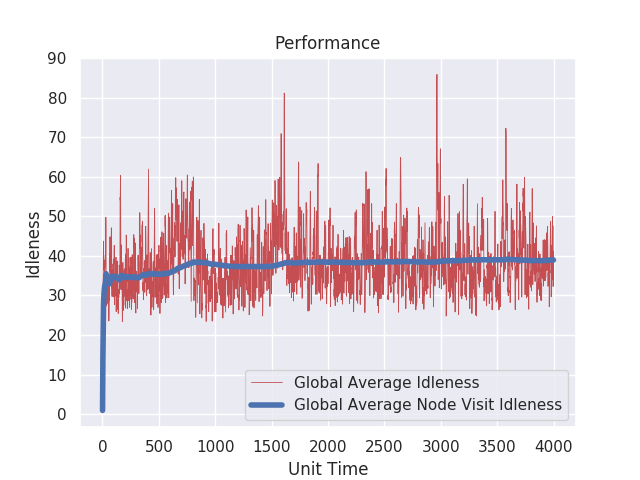 Performance
90
80
70
60
50
40
30
20
10
0
Idleness
Global Average Idleness
Global Average Node Visit Idleness
0 500 1000 1500 2000 2500 3000 3500 4000
Unit Time